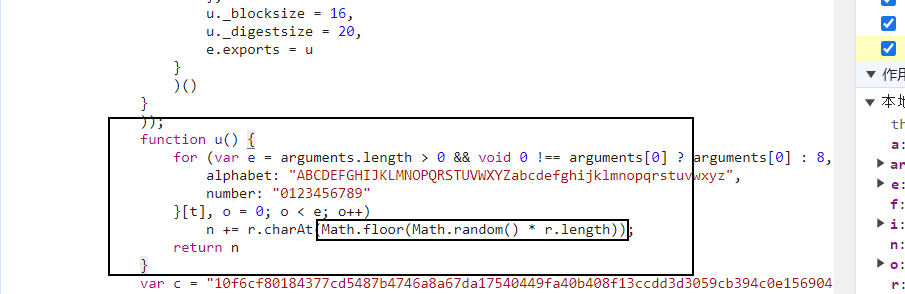 u._blocksize = 16,
u._digestsize = 20,
e.exports = u
}
)()
}
));
function u() {
for (var e = arguments.length > 0 && void 0 !== arguments[0] ? arguments[0] : 8,
alphabet: "ABCDEFGHIJKLMNOPQRSTUVWXYZabcdefghijklmnopqrstuvwxyz",
number: "0123456789"
}[t], o = 0; o < e; o++)
n += r.charAt(Math.floor(Math.random() * r.length));
return n
}
var c = "10f6cf80184377cd5487b4746a8a67da17540449fa40b408f13ccdd3d3059cb394c0e156904
作用
本地
th
a:
ar
e:
f:
i:
n:
o:
r: